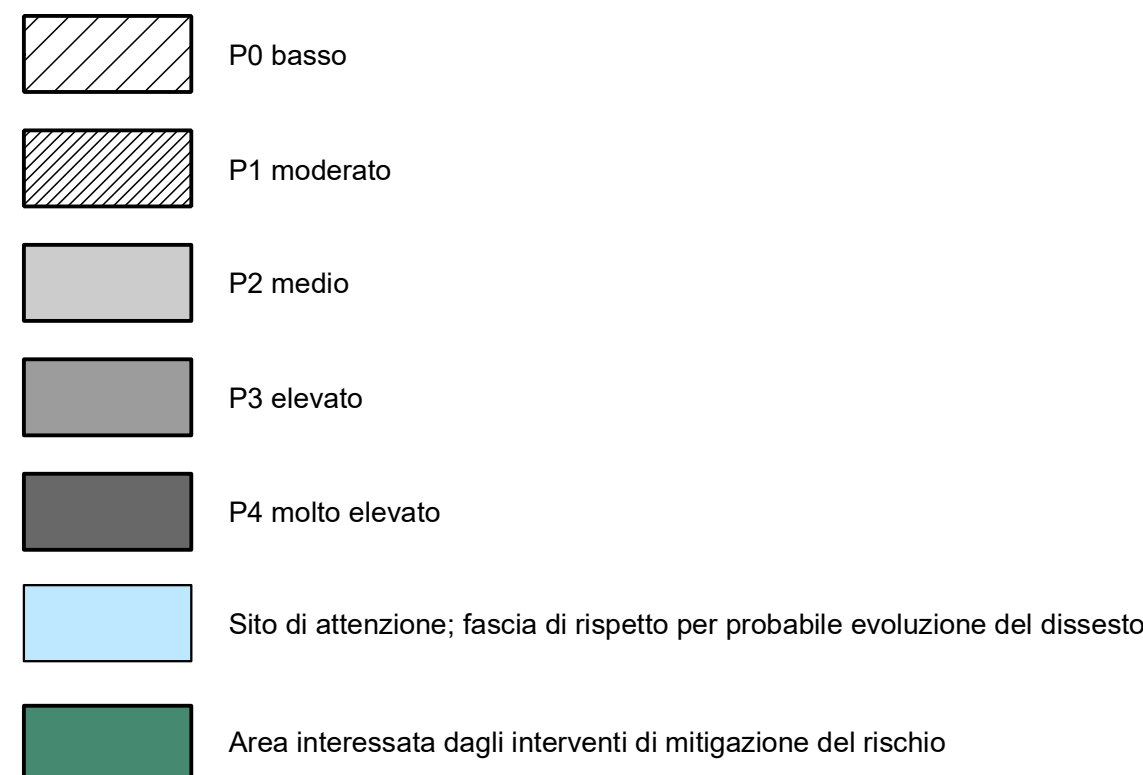 P0 basso
P1 moderato
P2 medio
P3 elevato
P4 molto elevato
Sito di attenzione; fascia di rispetto per probabile evoluzione del dissesto
Area interessata dagli interventi di mitigazione del rischio